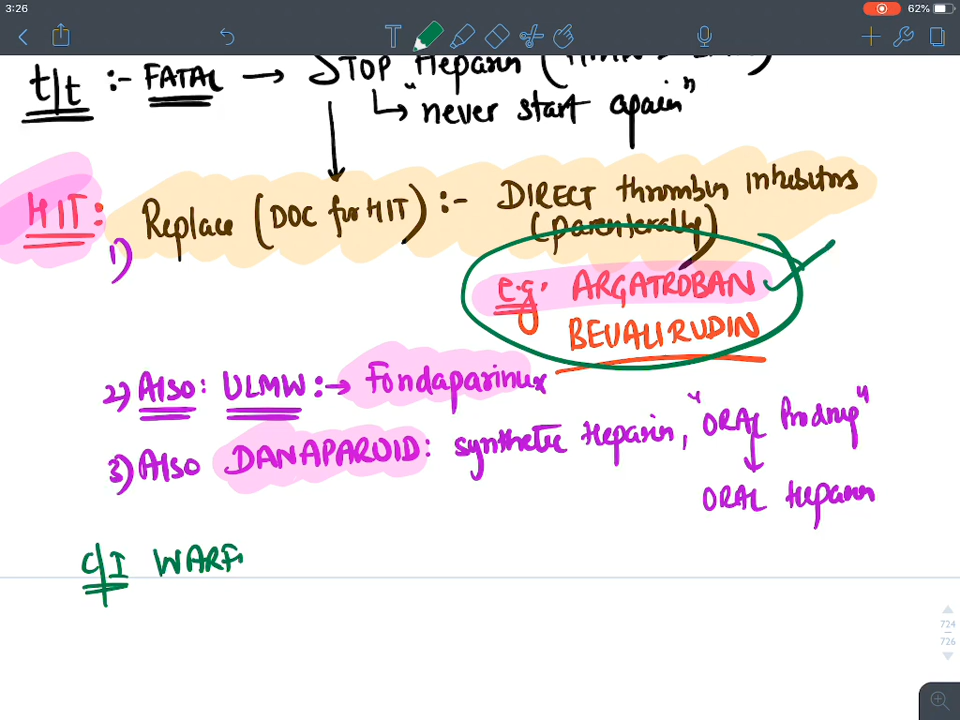 3:26
62%
T
t/t :- FATAL → STOP Heparin
↳ "never start again"
HIT:
1) Replace (DOC for HIT) :- DIRECT thrombin inhibitors
(parenterally)
e.g. ARGATROBAN ✓
BEVALIRUDIN
2) Also: ULMW :→ Fondaparinux
3) Also DANAPAROID: synthetic Heparin, "ORAL Prodrug"
ORAL Heparin
C/I WARF
724
726